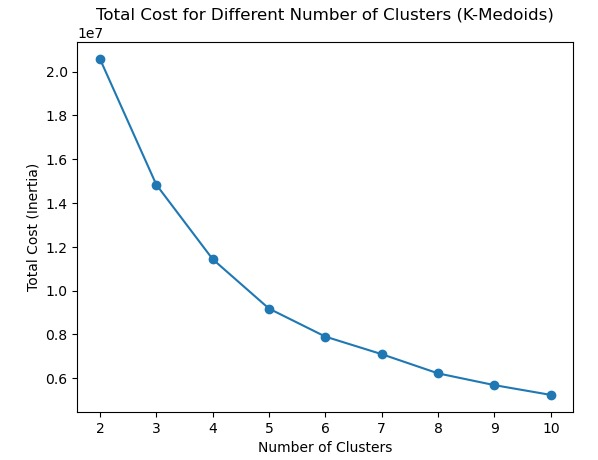 Total Cost for Different Number of Clusters (K-Medoids)
1e7
2.0
1.8
1.6
1.4
1.2
1.0
0.8
0.6
Total Cost (Inertia)
2 3 4 5 6 7 8 9 10
Number of Clusters